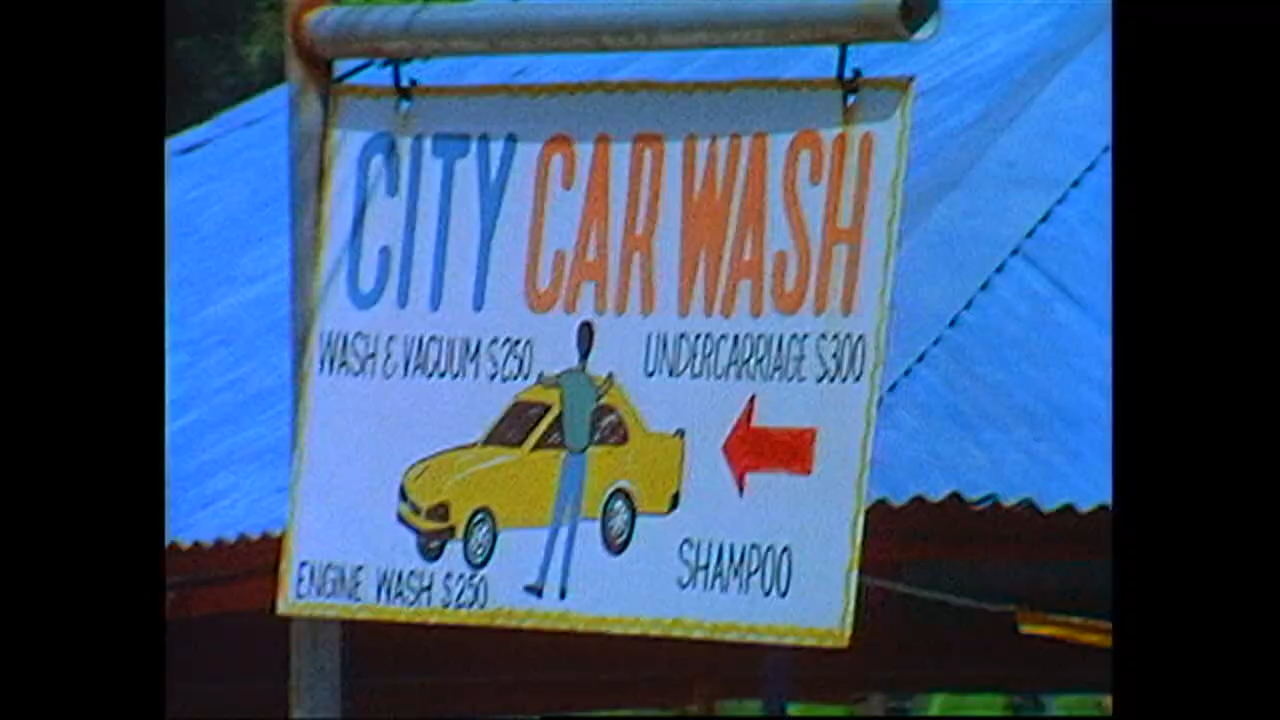 CITY CAR WASH
WASH & VACUUM $250
UNDERCARRIAGE $300
ENGINE WASH $250
SHAMPOO